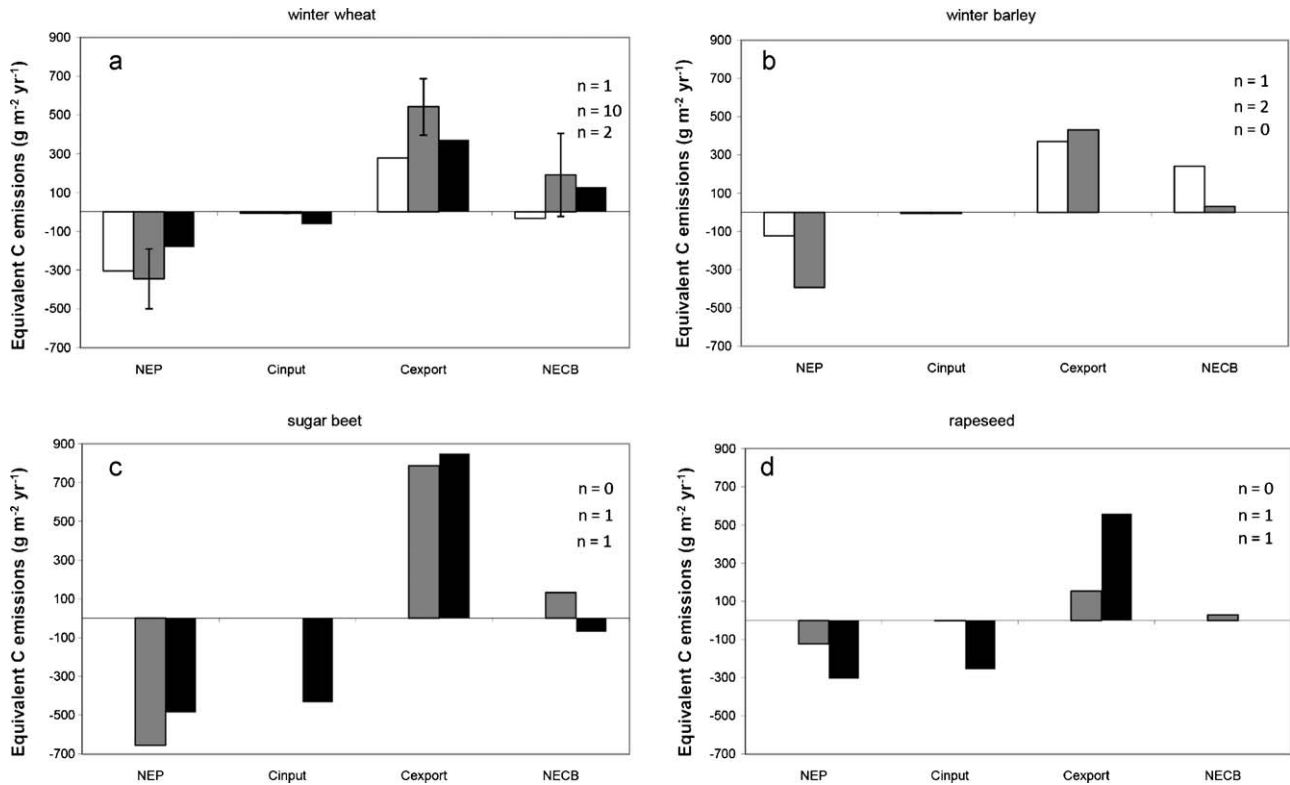 winter wheat
a
Equivalent C emissions (g m⁻² yr⁻¹)
900
700
500
300
100
-100
-300
-500
-700
n = 1
n = 10
n = 2
NEP Cinput Cexport NECB
winter barley
b
Equivalent C emissions (g m⁻² yr⁻¹)
900
700
500
300
100
-100
-300
-500
-700
n = 1
n = 2
n = 0
NEP Cinput Cexport NECB
sugar beet
c
Equivalent C emissions (g m⁻² yr⁻¹)
900
700
500
300
100
-100
-300
-500
-700
n = 0
n = 1
n = 1
NEP Cinput Cexport NECB
rapeseed
d
Equivalent C emissions (g m⁻² yr⁻¹)
900
700
500
300
100
-100
-300
-500
-700
n = 0
n = 1
n = 1
NEP Cinput Cexport NECB